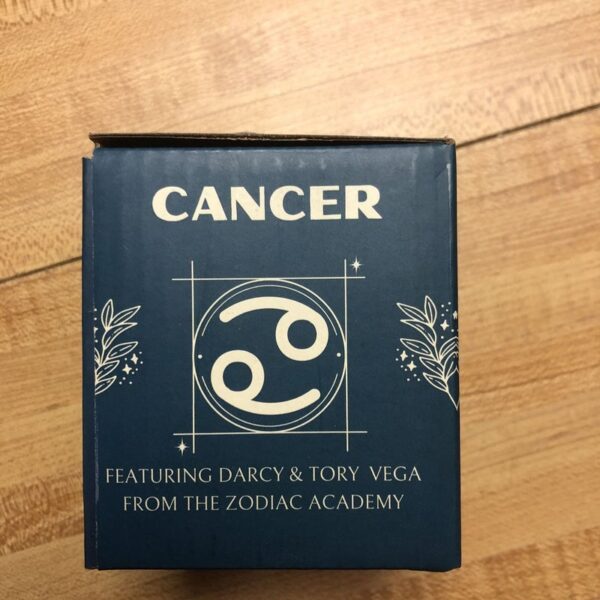 CANCER
FEATURING DARCY & TORY VEGA
FROM THE ZODIAC ACADEMY